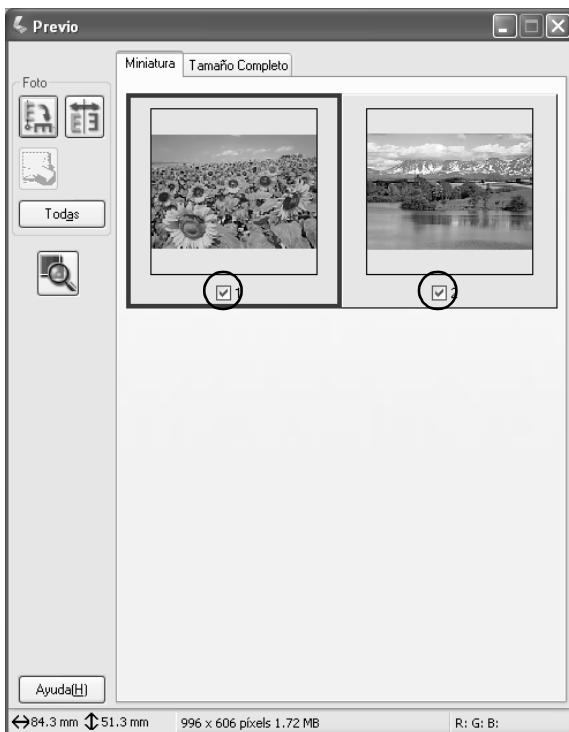 Previo
Miniatura
Tamaño Completo
Foto
Todas
1
2
Ayuda(H)
84.3 mm 51.3 mm 996 x 606 píxels 1.72 MB R: G: B: